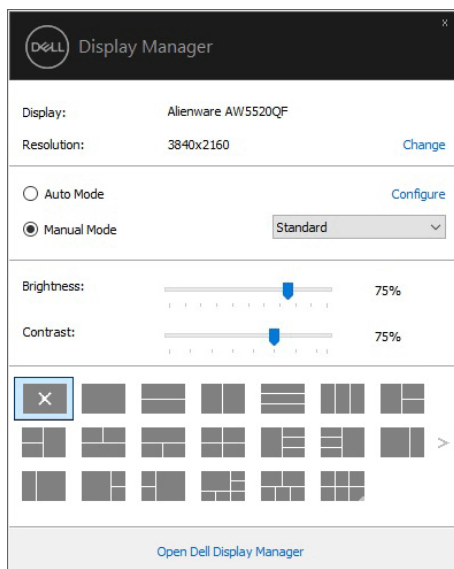 x
DELL Display Manager
Display: Alienware AW5520QF
Resolution: 3840x2160 Change
Auto Mode Configure
Manual Mode Standard
Brightness: 75%
Contrast: 75%
Open Dell Display Manager